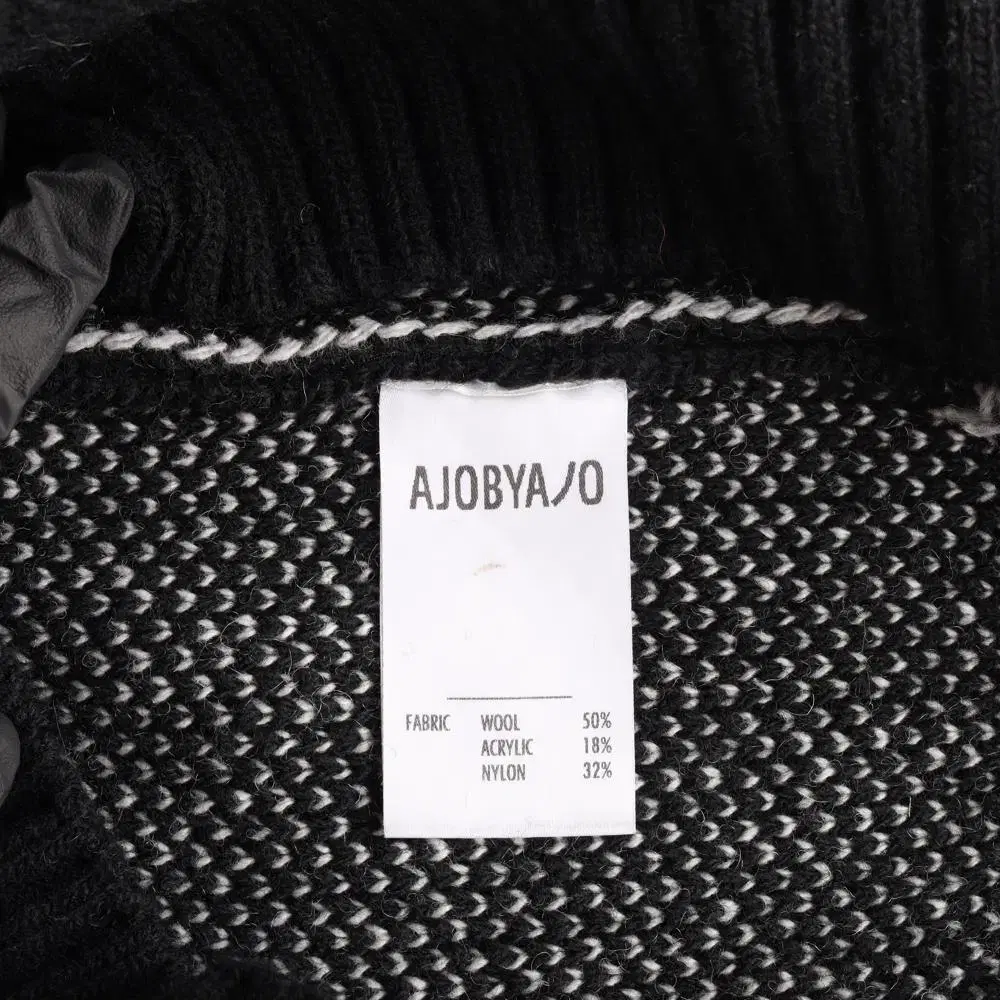 AJOBYAJO
FABRIC WOOL 50%
ACRYLIC 18%
NYLON 32%